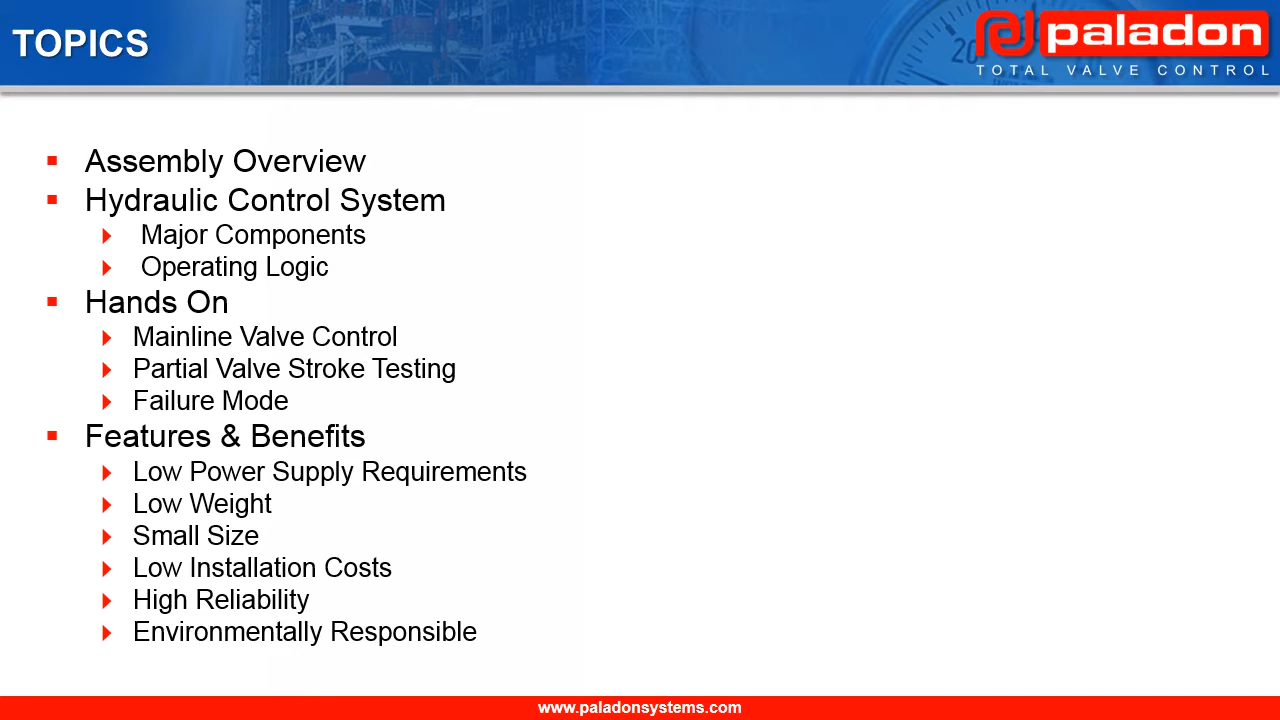 TOPICS
paladon
TOTAL VALVE CONTROL
Assembly Overview
Hydraulic Control System
Major Components
Operating Logic
Hands On
Mainline Valve Control
Partial Valve Stroke Testing
Failure Mode
Features & Benefits
Low Power Supply Requirements
Low Weight
Small Size
Low Installation Costs
High Reliability
Environmentally Responsible
www.paladonsystems.com